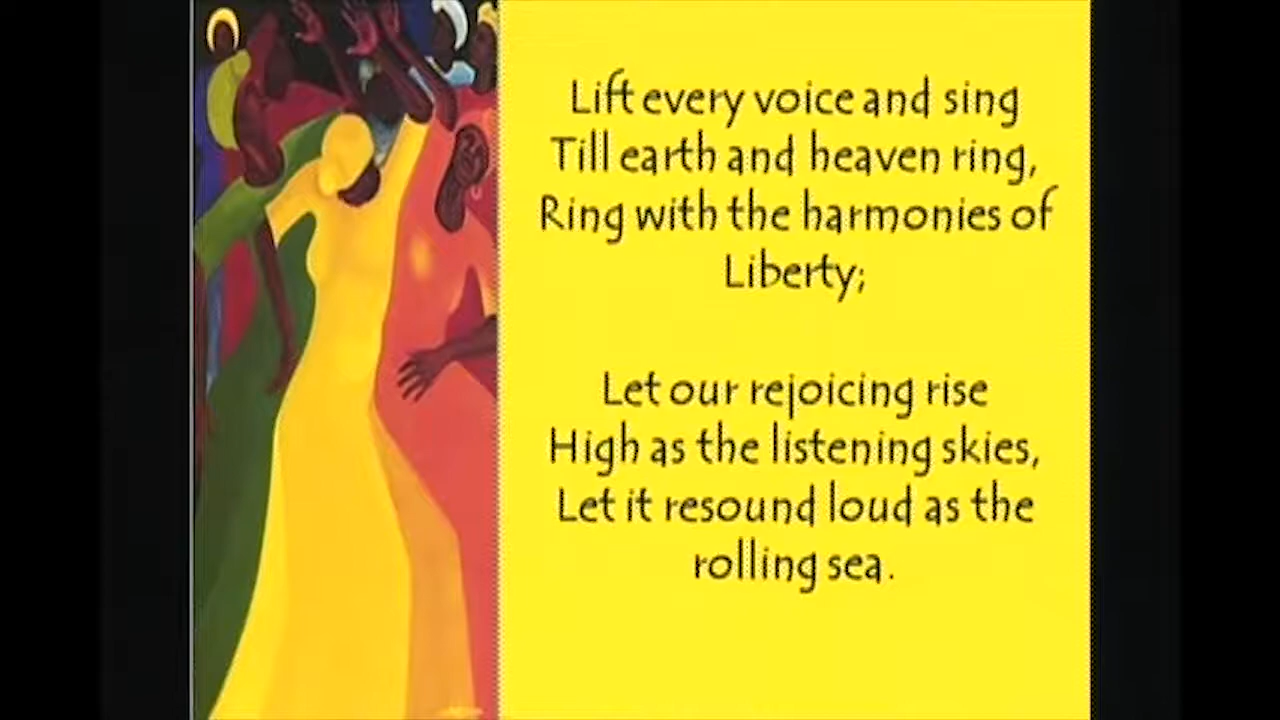 Lift every voice and sing
Till earth and heaven ring,
Ring with the harmonies of
Liberty;
Let our rejoicing rise
High as the listening skies,
Let it resound loud as the
rolling sea.